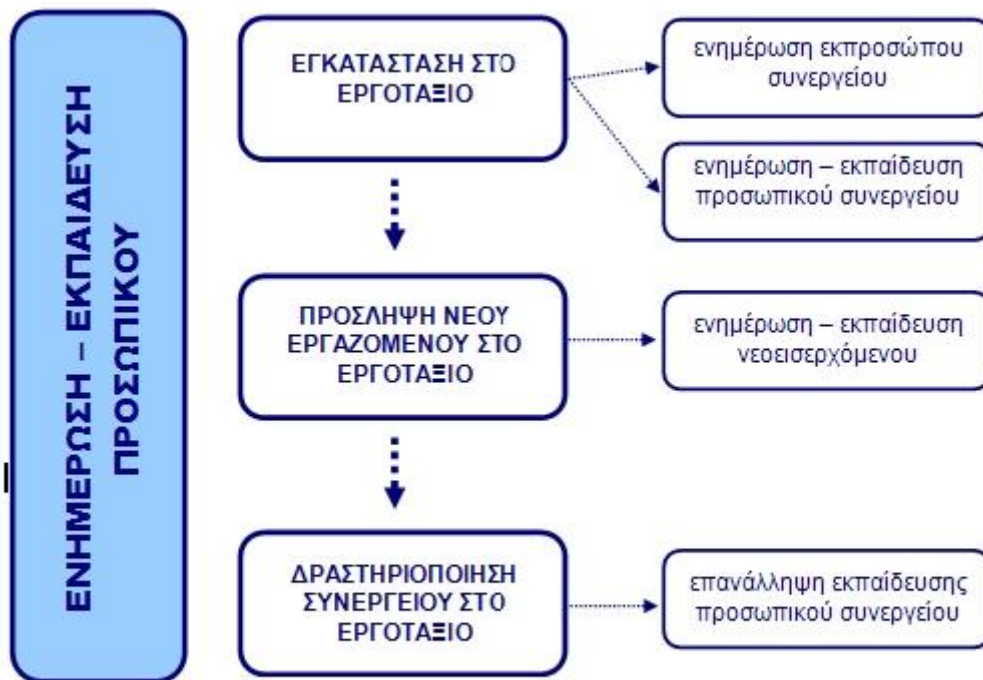 ΕΝΗΜΕΡΩΣΗ – ΕΚΠΑΙΔΕΥΣΗ
ΠΡΟΣΩΠΙΚΟΥ
ΕΓΚΑΤΑΣΤΑΣΗ ΣΤΟ
ΕΡΓΟΤΑΞΙΟ
ενημέρωση εκπροσώπου
συνεργείου
ενημέρωση – εκπαίδευση
προσωπικού συνεργείου
ΠΡΟΣΛΗΨΗ ΝΕΟΥ
ΕΡΓΑΖΟΜΕΝΟΥ ΣΤΟ
ΕΡΓΟΤΑΞΙΟ
ενημέρωση – εκπαίδευση
νεοεισερχόμενου
ΔΡΑΣΤΗΡΙΟΠΟΙΗΣΗ
ΣΥΝΕΡΓΕΙΟΥ ΣΤΟ
ΕΡΓΟΤΑΞΙΟ
επανάλληψη εκπαίδευσης
προσωπικού συνεργείου